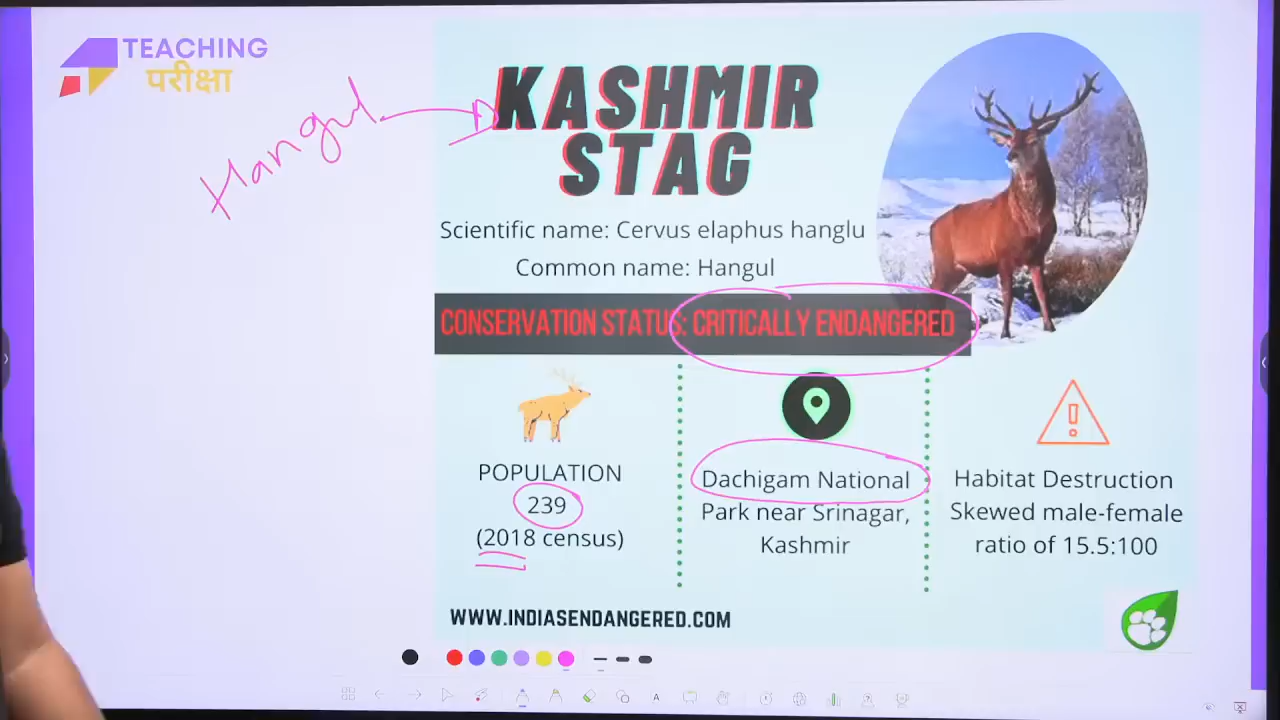 TEACHING
परीक्षा
Hangul
KASHMIR
STAG
Scientific name: Cervus elaphus hanglu
Common name: Hangul
CONSERVATION STATUS: CRITICALLY ENDANGERED
POPULATION
239
(2018 census)
Dachigam National
Park near Srinagar,
Kashmir
Habitat Destruction
Skewed male-female
ratio of 15.5:100
WWW.INDIASENDANGERED.COM
A